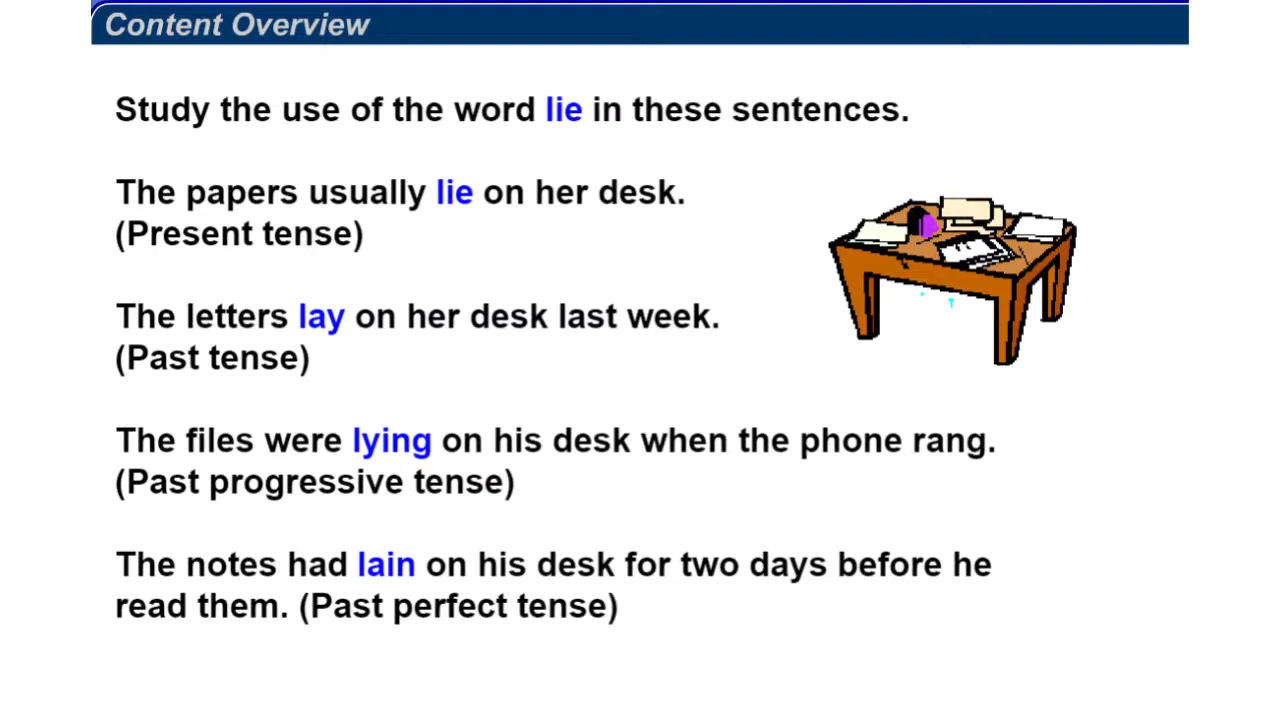 Content Overview
Study the use of the word lie in these sentences.
The papers usually lie on her desk.
(Present tense)
The letters lay on her desk last week.
(Past tense)
The files were lying on his desk when the phone rang.
(Past progressive tense)
The notes had lain on his desk for two days before he
read them. (Past perfect tense)